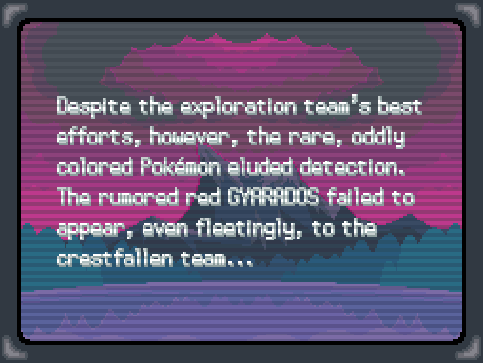 Despite the exploration team's best
efforts, however, the rare, oddly
colored Pokémon eluded detection.
The rumored red GYARADOS failed to
appear, even fleetingly, to the
crestfallen team...